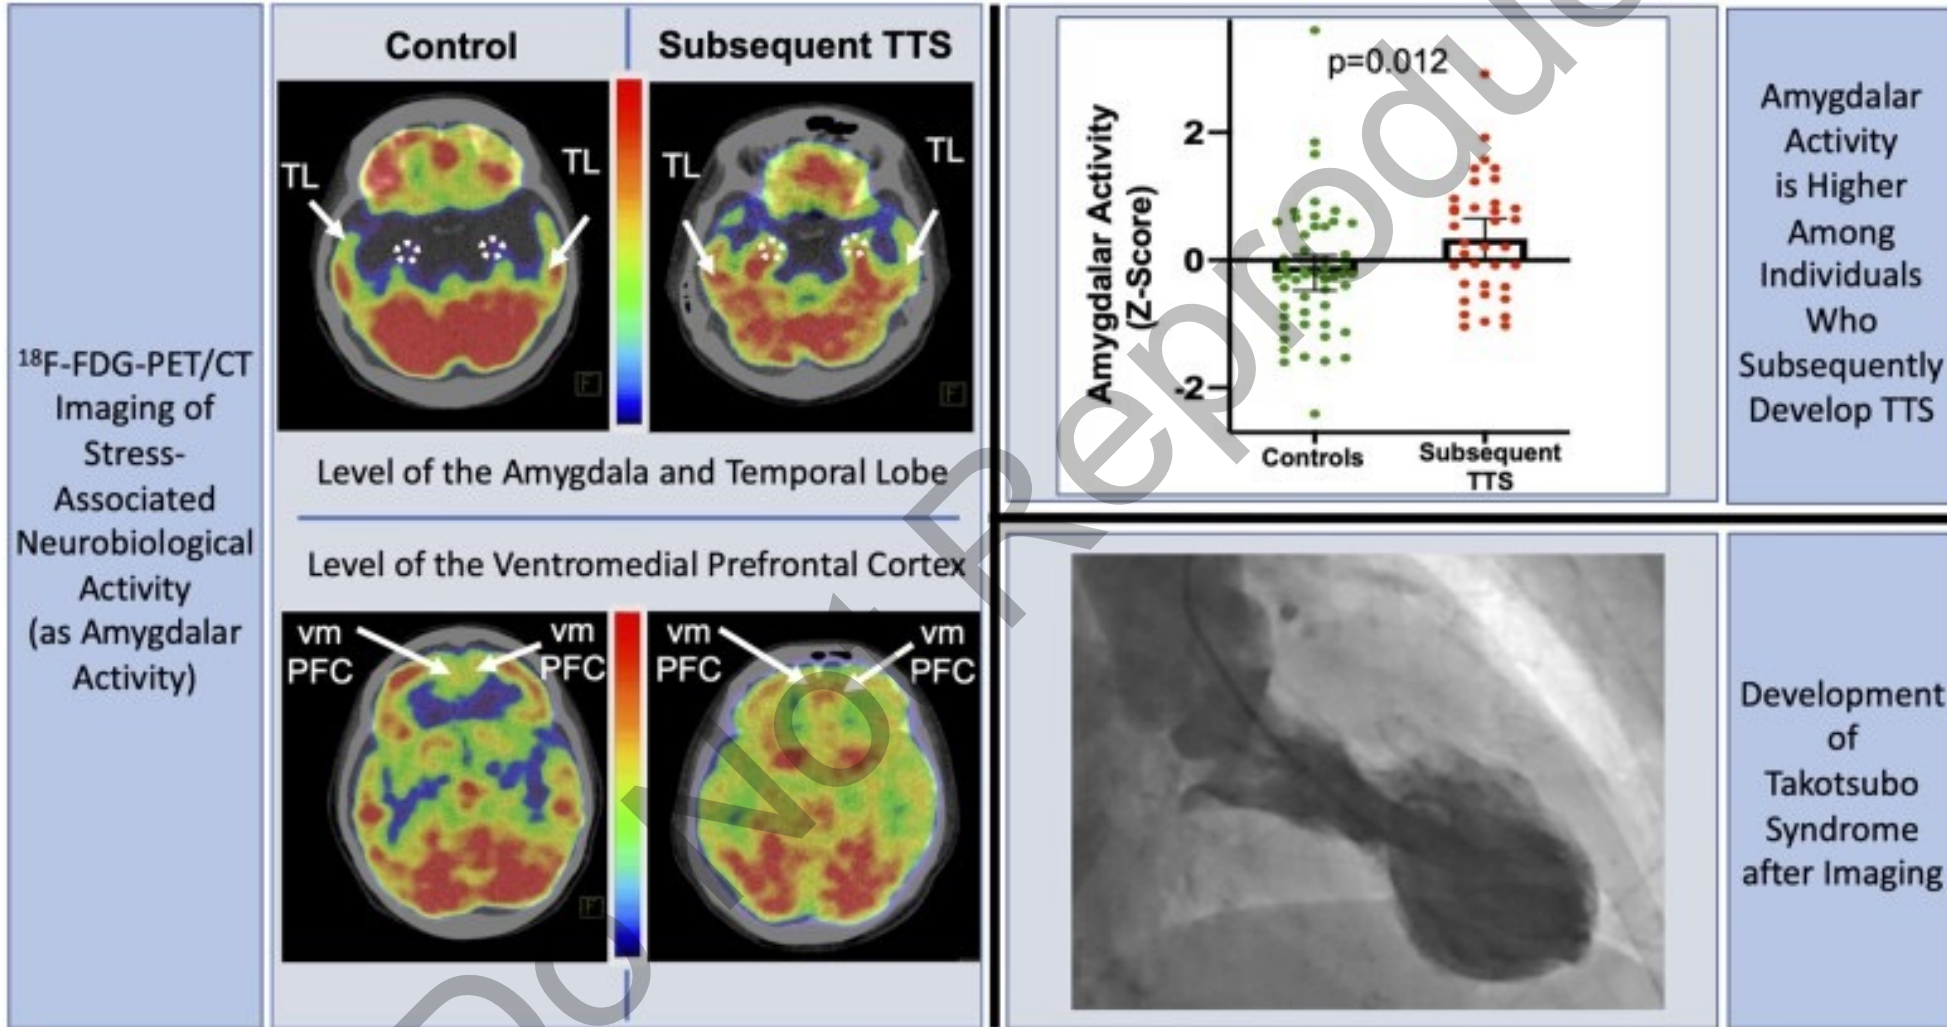 18F-FDG-PET/CT
Imaging of
Stress-
Associated
Neurobiological
Activity
(as Amygdalar
Activity)
Control
Subsequent TTS
TL
TL
TL
TL
F
F
Level of the Amygdala and Temporal Lobe
Level of the Ventromedial Prefrontal Cortex
vm
PFC
vm
PFC
vm
PFC
vm
PFC
F
p=0.012
Amygdalar Activity
(Z-Score)
2
0
-2
Controls
Subsequent
TTS
Amygdalar
Activity
is Higher
Among
Individuals
Who
Subsequently
Develop TTS
Development
of
Takotsubo
Syndrome
after Imaging
Do Not Reproduc